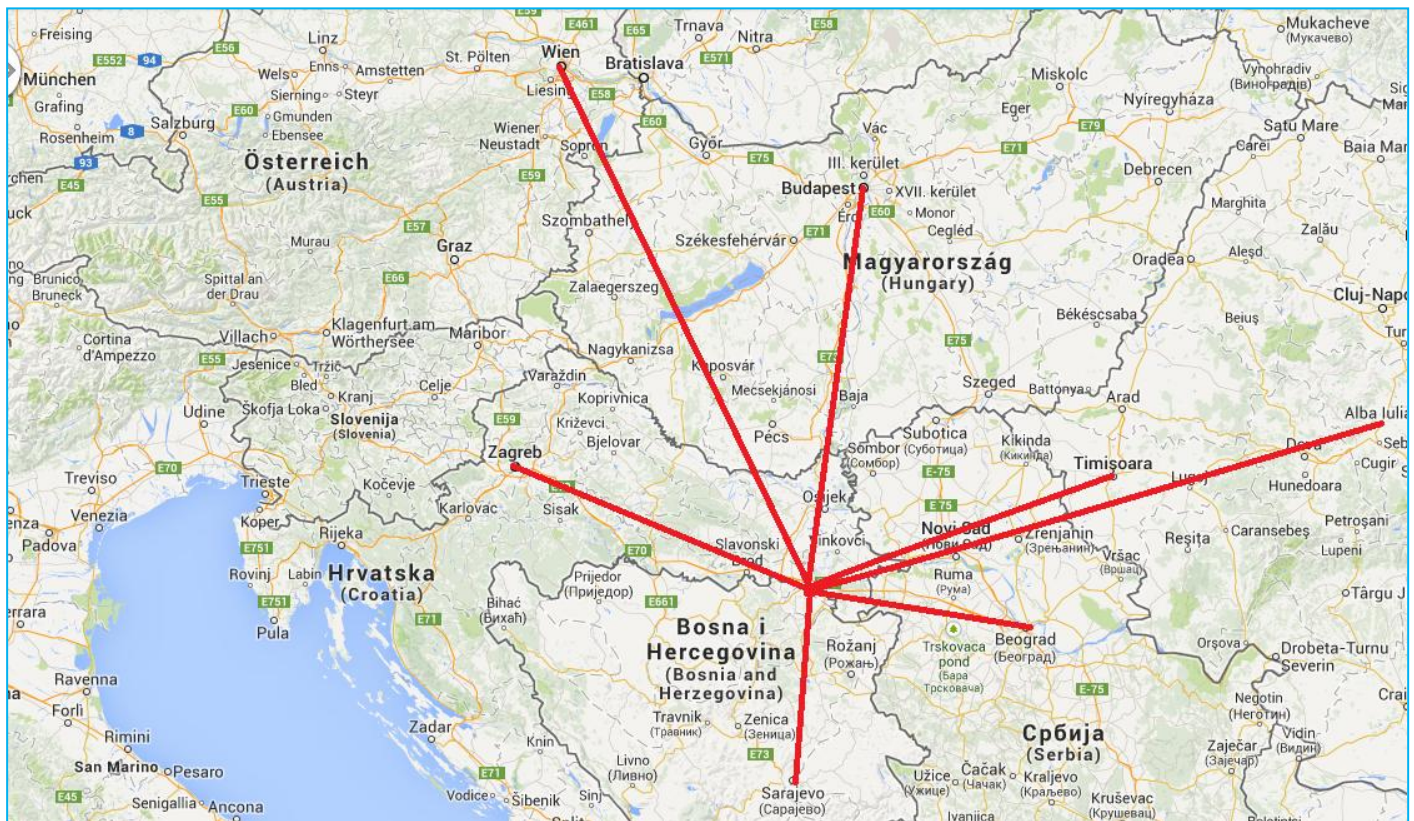 Freising
E552
94
E56
Linz
E59
E461
E65
Trnava
Nitra
E58
E571
Mukacheve
(Мукачево)
München
Wels
Enns
Amstetten
St. Pölten
Wien
Bratislava
Miskolc
Vynohradiv
(Виноградів)
Grafing
Sierning
Steyr
Liesing
E58
Eger
Nyíregyháza
Rosenheim
8
Salzburg
E60
Gmunden
Ebensee
Wiener
Neustadt
E60
Vác
E79
Satu Mare
93
Österreich
(Austria)
Sopron
Győr
E75
III. kerület
E71
Carei
Baia Mar
E45
E59
Debrecen
E55
Budapest
XVII. kerület
Szombathely
Érd
E60
Monor
Marghita
Murau
E57
Graz
Székesfehérvár
E71
Cegléd
Zalău
Bruneck
Brunico
Spittal an
der Drau
E66
Magyarország
(Hungary)
Oradea
Aleşd
Zalaegerszeg
Cluj-Napo
Villach
Klagenfurt am
Wörthersee
Maribor
Békéscsaba
Beiuş
Cortina
d'Ampezzo
E55
Jesenice
Tržič
Nagykanizsa
E75
Bled
Kranj
Celje
Varaždin
Kaposvár
Mecsekjánosi
Szeged
Battonya
Udine
Škofja Loka
Slovenija
(Slovenia)
E59
Koprivnica
Križevci
Bjelovar
Baja
Arad
Pécs
Subotica
(Суботица)
Alba Iulia
Zagreb
Sombor
(Сомбор)
Kikinda
(Кикинда)
Deva
Treviso
E70
Trieste
Kočevje
E-75
Timişoara
Lugoj
Cugir
Hunedoara
Venezia
Koper
Karlovac
Sisak
Osijek
E 75
Padova
E751
Rijeka
Novi Sad
(Нови Сад)
Zrenjanin
(Зрењанин)
Reşiţa
Caransebeş
Petroşani
Lupeni
Rovinj
Labin
Hrvatska
(Croatia)
E70
Slavonski
Brod
Vinkovci
Vršac
(Вршац)
E751
Pula
Bihać
(Бихаћ)
Prijedor
(Приједор)
E661
Ruma
(Рума)
Târgu J
E71
Bosna i
Hercegovina
(Bosnia and
Herzegovina)
Rožanj
(Рожањ)
Trskovaca
pond
(Бара
Трсковача)
Beograd
(Београд)
Orşova
Drobeta-Turnu
Severin
Ravenna
Forlì
Rimini
Zadar
Knin
Travnik
(Травник)
Zenica
(Зеница)
E-75
Negotin
(Неготин)
Србија
(Serbia)
San Marino
Pesaro
E71
Livno
(Ливно)
E73
Zaječar
(Зајечар)
Vidin
(Видин)
E45
Senigallia
Ancona
Vodice
Šibenik
Sinj
Sarajevo
(Сарајево)
Užice
(Ужице)
Čačak
(Чачак)
Kraljevo
(Краљево)
Kruševac
(Крушевац)